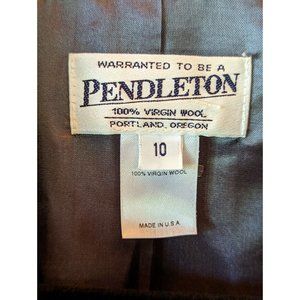 WARRANTED TO BE A
PENDLETON
100% VIRGIN WOOL
PORTLAND, OREGON
10
100% VIRGIN WOOL
MADE IN U.S.A.